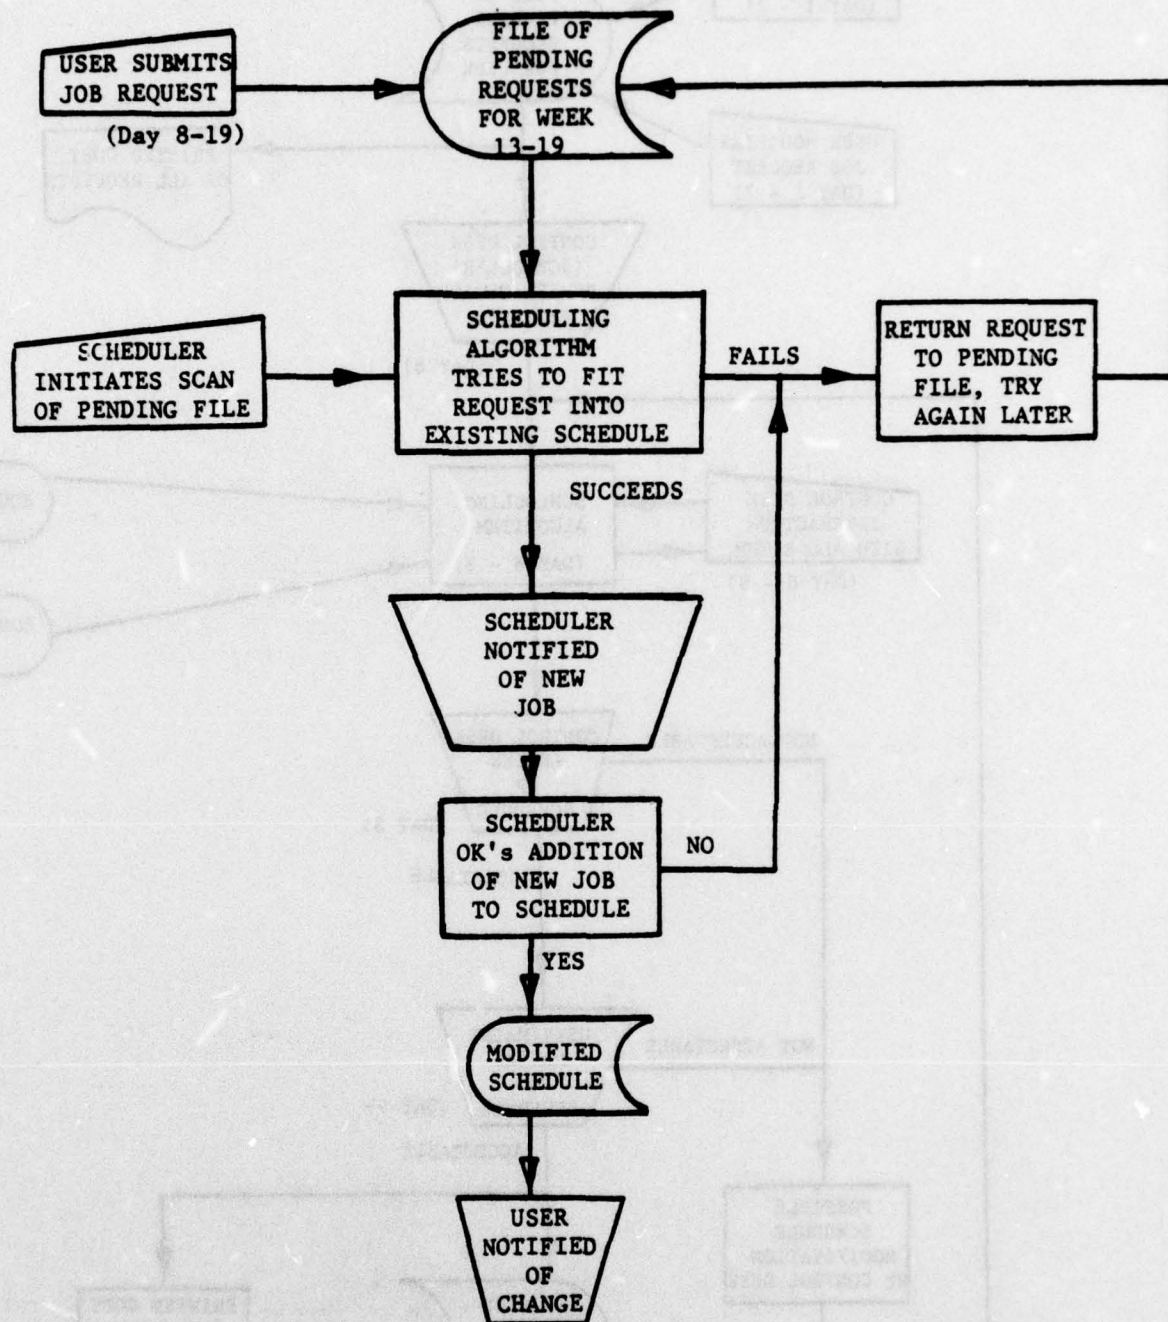 USER SUBMITS
JOB REQUEST
(Day 8-19)
FILE OF
PENDING
REQUESTS
FOR WEEK
13-19
SCHEDULER
INITIATES SCAN
OF PENDING FILE
SCHEDULING
ALGORITHM
TRIES TO FIT
REQUEST INTO
EXISTING SCHEDULE
FAILS
RETURN REQUEST
TO PENDING
FILE, TRY
AGAIN LATER
SUCCEEDS
SCHEDULER
NOTIFIED
OF NEW
JOB
SCHEDULER
OK's ADDITION
OF NEW JOB
TO SCHEDULE
NO
YES
MODIFIED
SCHEDULE
USER
NOTIFIED
OF
CHANGE